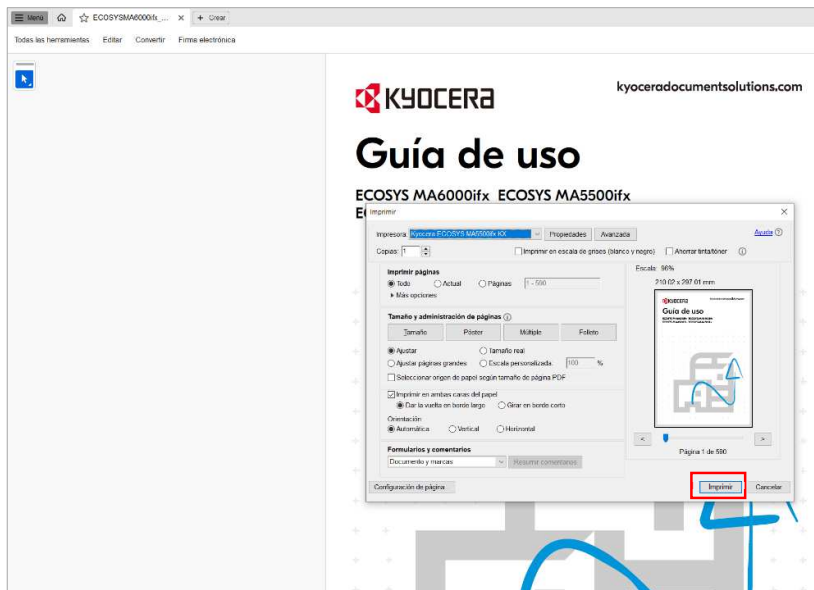 Menú ECOSYSMA6000ifx_... × + Crear
Todas las herramientas Editar Convertir Firma electrónica
KYOCERA kyoceradocumentsolutions.com
Guía de uso
ECOSYS MA6000ifx ECOSYS MA5500ifx
Imprimir
Impresora: Kyocera ECOSYS MA5500ifx KX Propiedades Avanzada Ayuda
Copias: 1 Imprimir en escala de grises (blanco y negro) Ahorrar tinta/tóner
Imprimir páginas
Todo Actual Páginas 1 - 590
Más opciones
Tamaño y administración de páginas
Tamaño Póster Múltiple Folleto
Ajustar Tamaño real
Ajustar páginas grandes Escala personalizada: 100 %
Seleccionar origen de papel según tamaño de página PDF
Imprimir en ambas caras del papel
Dar la vuelta en borde largo Girar en borde corto
Orientación
Automática Vertical Horizontal
Formularios y comentarios
Documento y marcas Resumir comentarios
Escala: 96%
210,02 x 297,01 mm
KYOCERA
Guía de uso
< >
Página 1 de 590
Configuración de página... Imprimir Cancelar